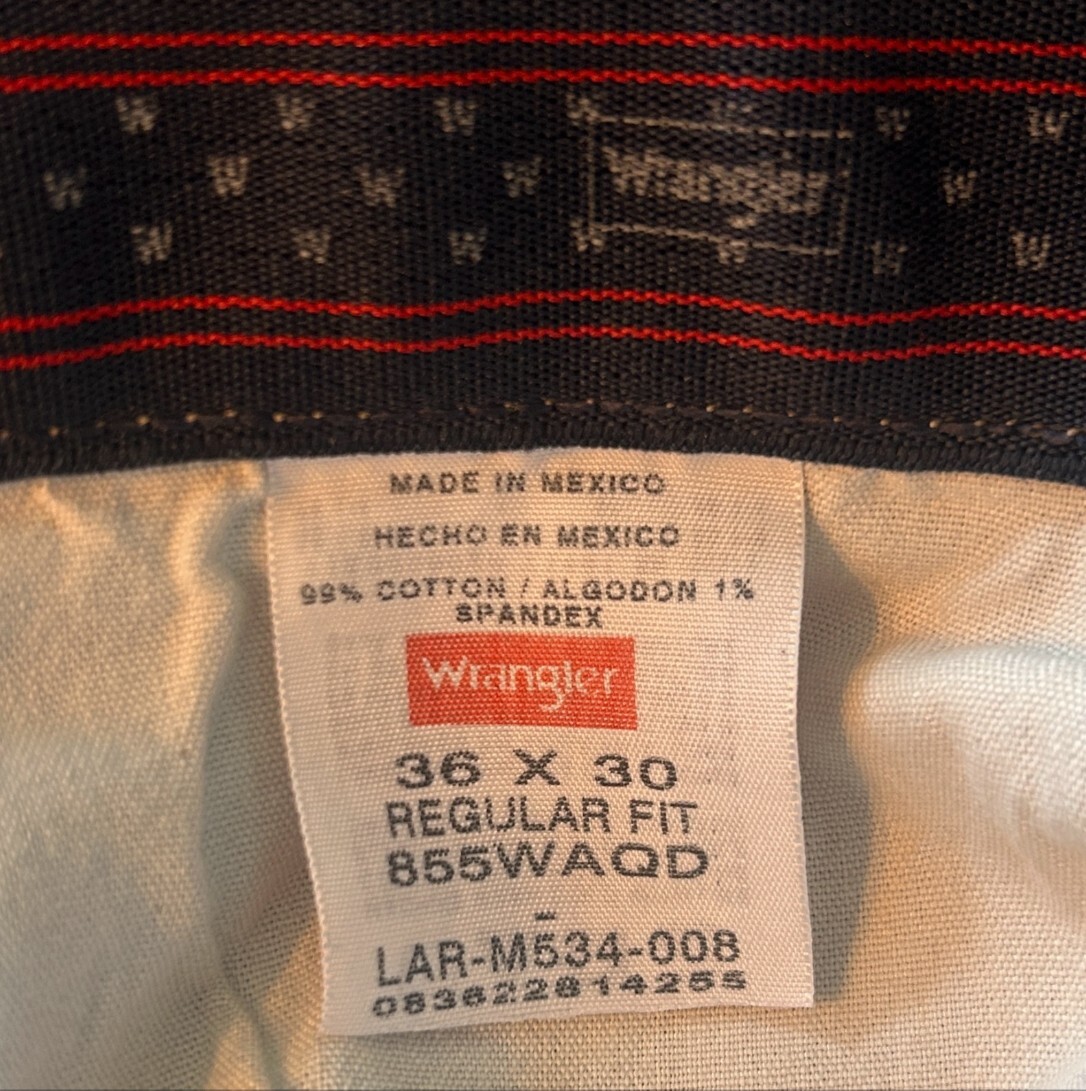 W W W W W W W
W W W W Wrangler W
W W W W W W W
MADE IN MEXICO
HECHO EN MEXICO
99% COTTON / ALGODON 1%
SPANDEX
Wrangler
36 X 30
REGULAR FIT
855WAQD
-
LAR-M534-008
083622814255